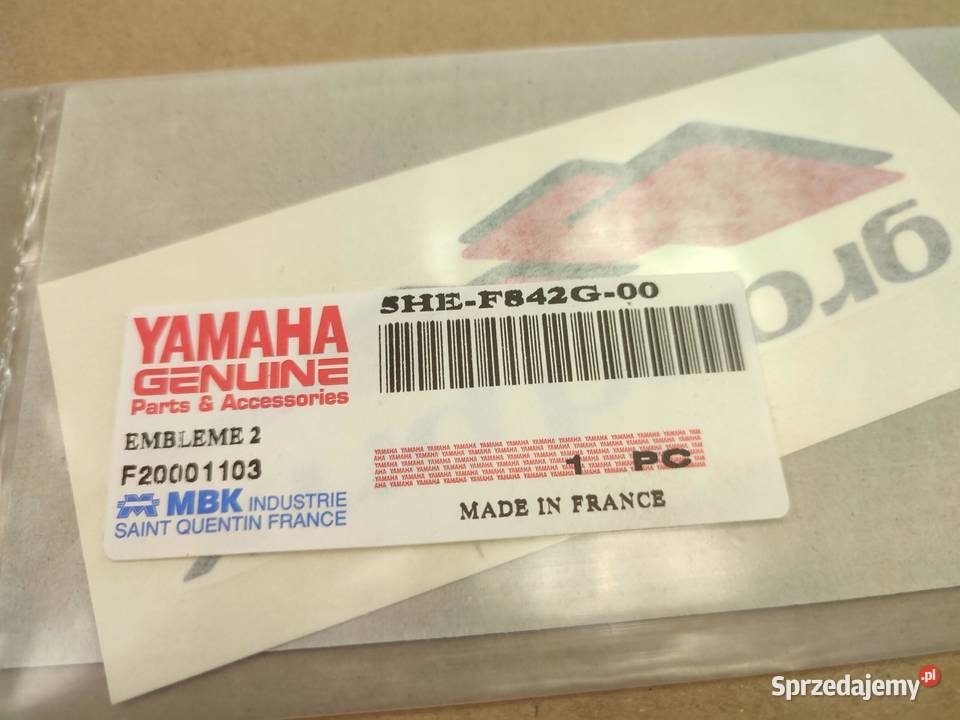 5HE-F842G-00
YAMAHA
GENUINE
Parts & Accessories
EMBLEME 2
F20001103
1 PC
MBK INDUSTRIE
SAINT QUENTIN FRANCE
MADE IN FRANCE
gro
Sprzedajemy.pl